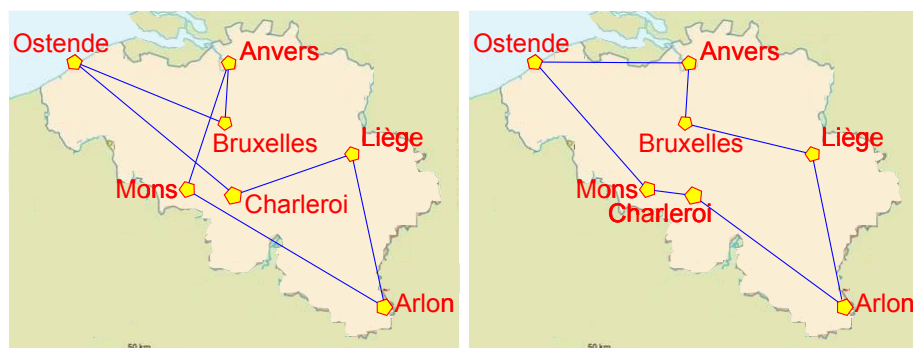 Ostende
Anvers
Bruxelles
Liège
Mons
Charleroi
Arlon
Ostende
Anvers
Bruxelles
Liège
Mons
Charleroi
Arlon